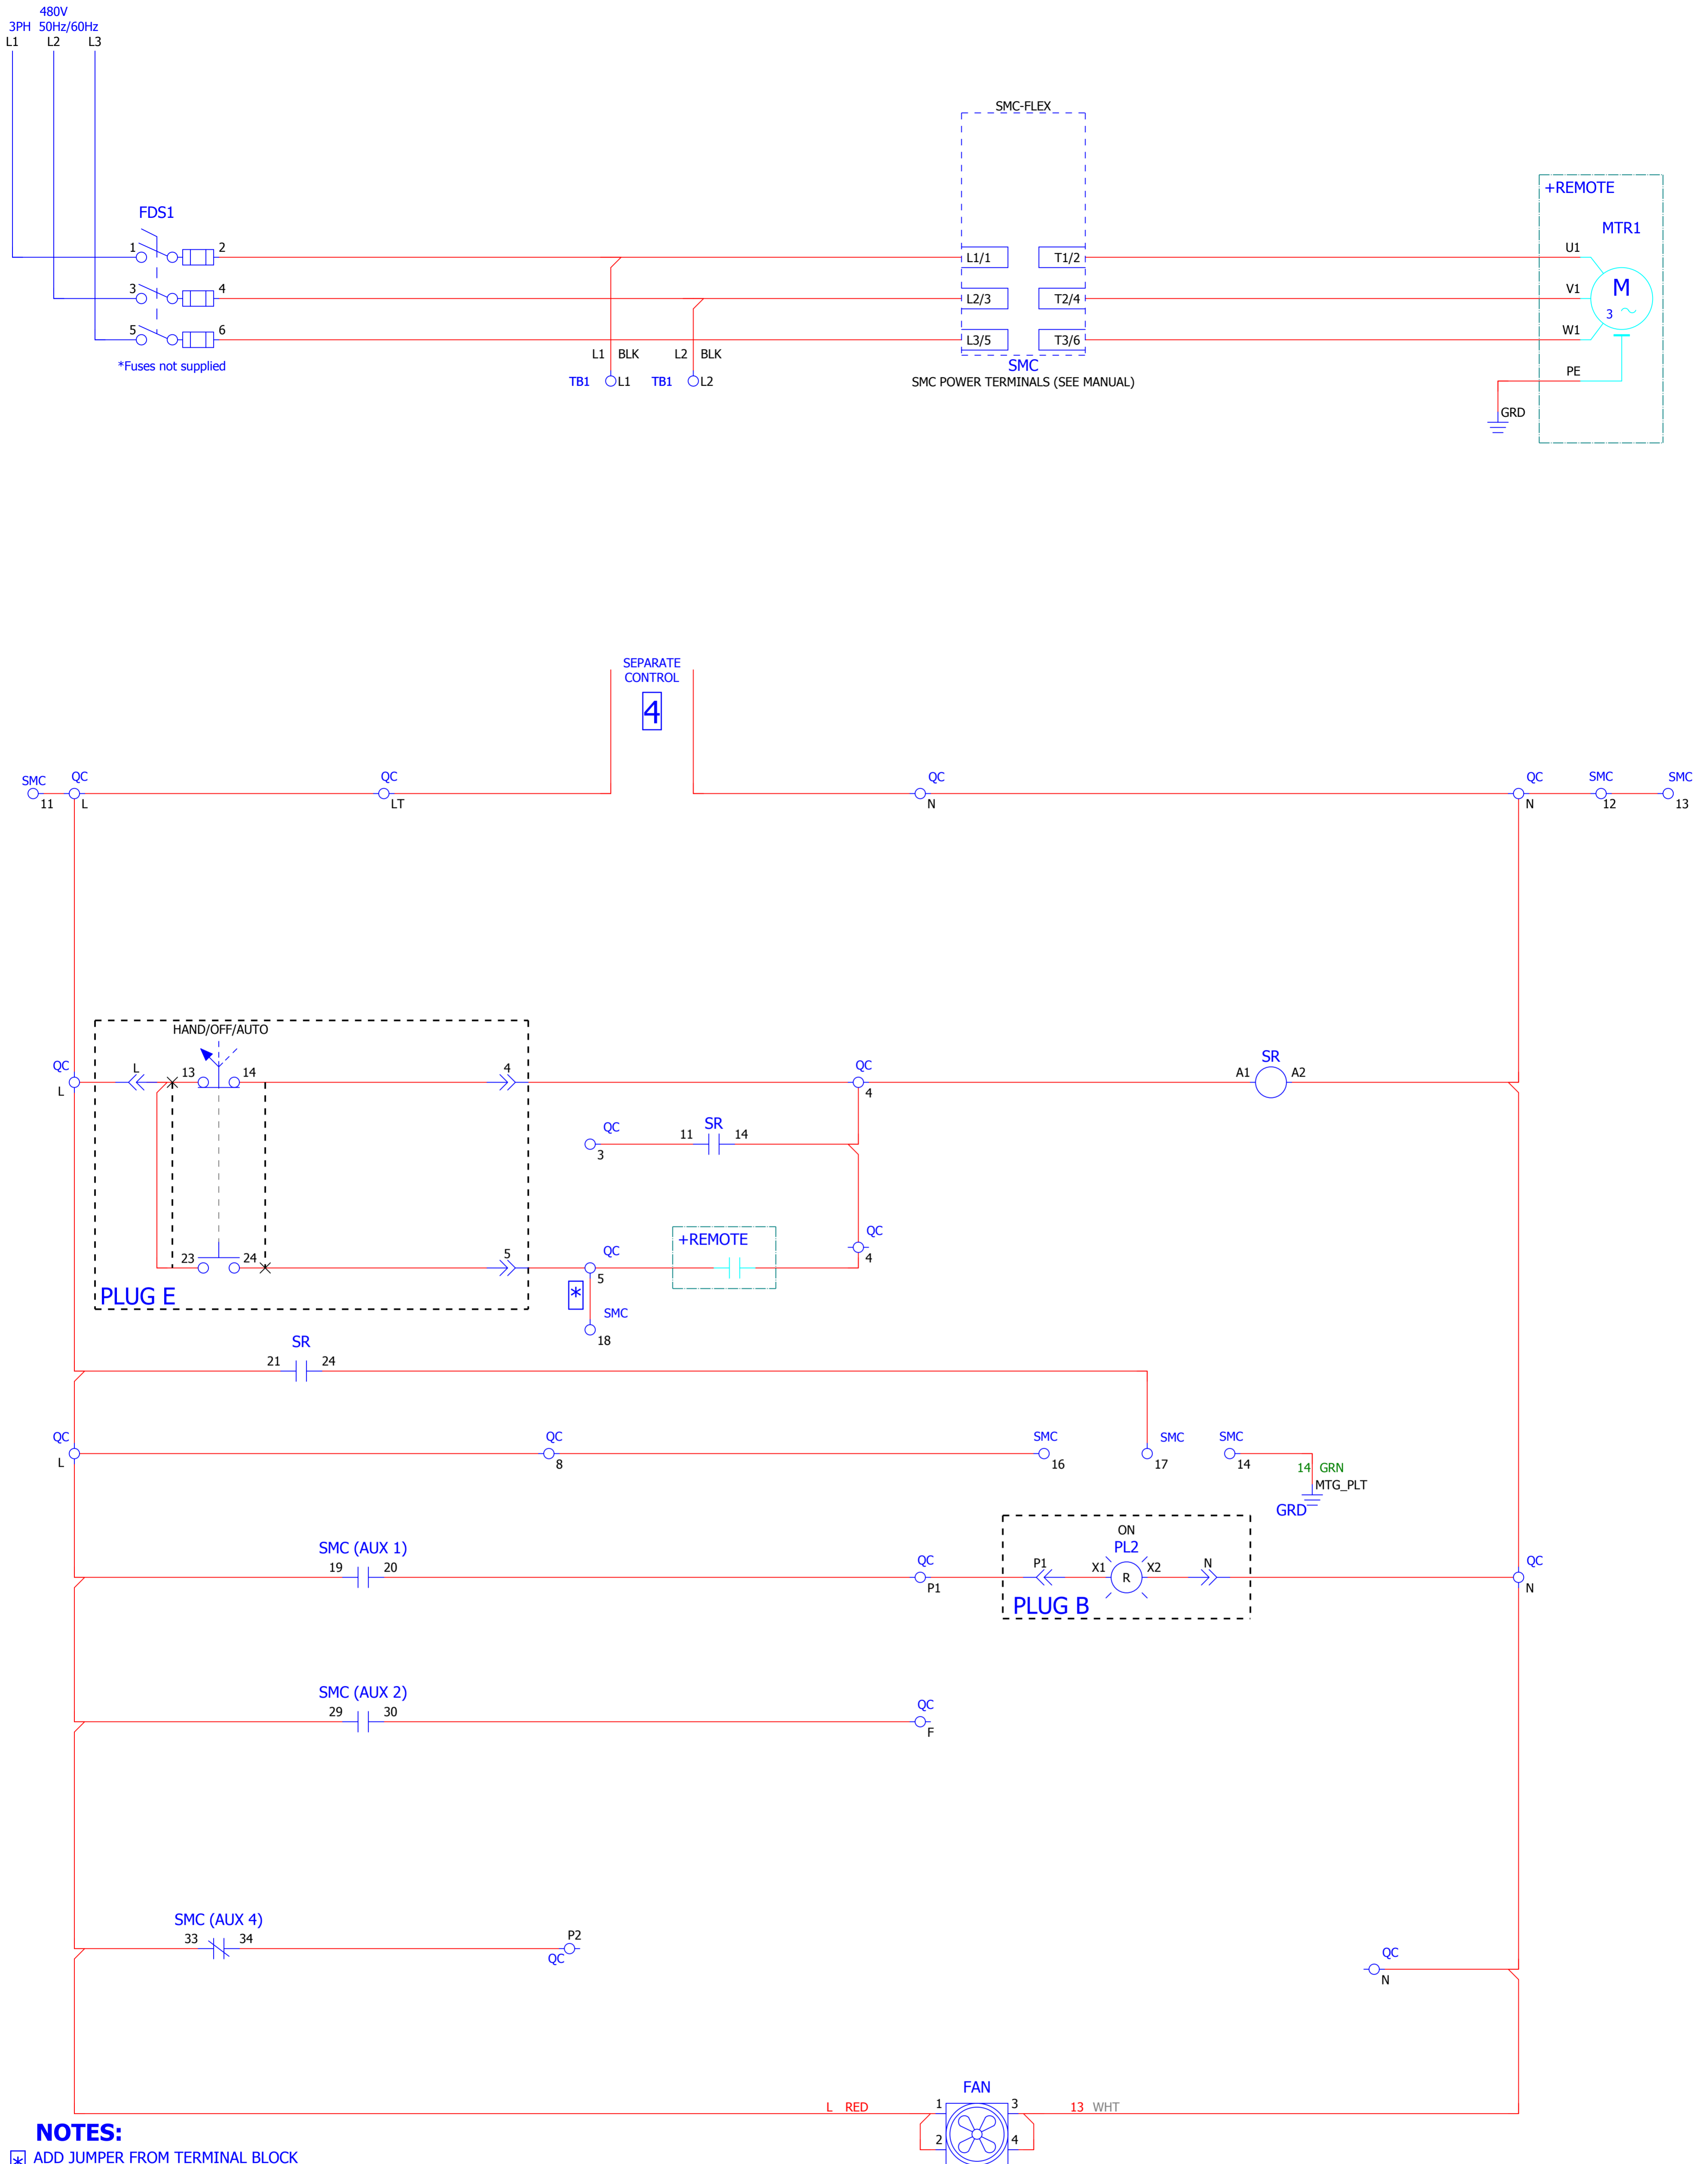 480V
3PH 50Hz/60Hz
L1 L2 L3
SMC-FLEX
+REMOTE
FDS1
MTR1
1 2 L1/1 T1/2 U1
3 4 L2/3 T2/4 V1 M
3
5 6 L3/5 T3/6 W1
*Fuses not supplied
L1 BLK L2 BLK
SMC
TB1 L1 TB1 L2
SMC POWER TERMINALS (SEE MANUAL)
PE
GRD
SEPARATE
CONTROL
4
SMC QC QC QC QC SMC SMC
11 L LT N N 12 13
HAND/OFF/AUTO
QC L 13 14 4 QC A1 SR A2
L 4
QC 11 SR 14
3
QC
4
+REMOTE
23 24 5 QC
5
PLUG E
*
SMC
18
SR
21 24
QC QC SMC SMC SMC
L 8 16 17 14
14 GRN
MTG_PLT
GRD
ON
SMC (AUX 1) PL2
19 20 QC P1 X1 R X2 N QC
P1 N
PLUG B
SMC (AUX 2)
29 30 QC
F
SMC (AUX 4)
33 34 P2
QC
QC
N
FAN
L RED 1 3 13 WHT
2 4
NOTES:
* ADD JUMPER FROM TERMINAL BLOCK